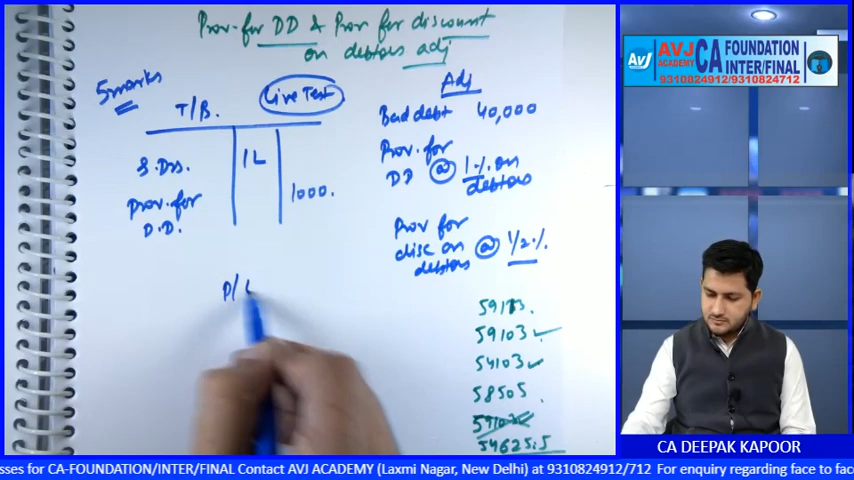 Prov. for DD & Prov for discount
on debtors adj
5 marks
T/B.
Live Test
S. Drs.
1L
Prov. for
D.D.
1000.
P/L
Adj
Bad debt 40,000
Prov. for
DD @ 1% on
debtors
Prov for
disc on @ 1/2%.
debtors
59103 ✓
54103 ✓
58505.
54625.5
AVJ
AVJ
ACADEMY
CA FOUNDATION
INTER/FINAL
9310824912/9310824712
CA DEEPAK KAPOOR
sses for CA-FOUNDATION/INTER/FINAL Contact AVJ ACADEMY (Laxmi Nagar, New Delhi) at 9310824912/712 For enquiry regarding face to fac